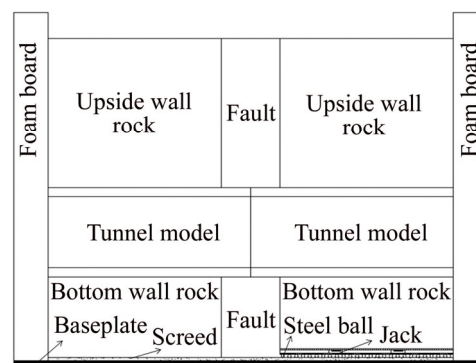 Foam board
Upside wall
rock
Fault
Upside wall
rock
Foam board
Tunnel model
Tunnel model
Bottom wall rock
Fault
Bottom wall rock
Baseplate
Screed
Steel ball
Jack